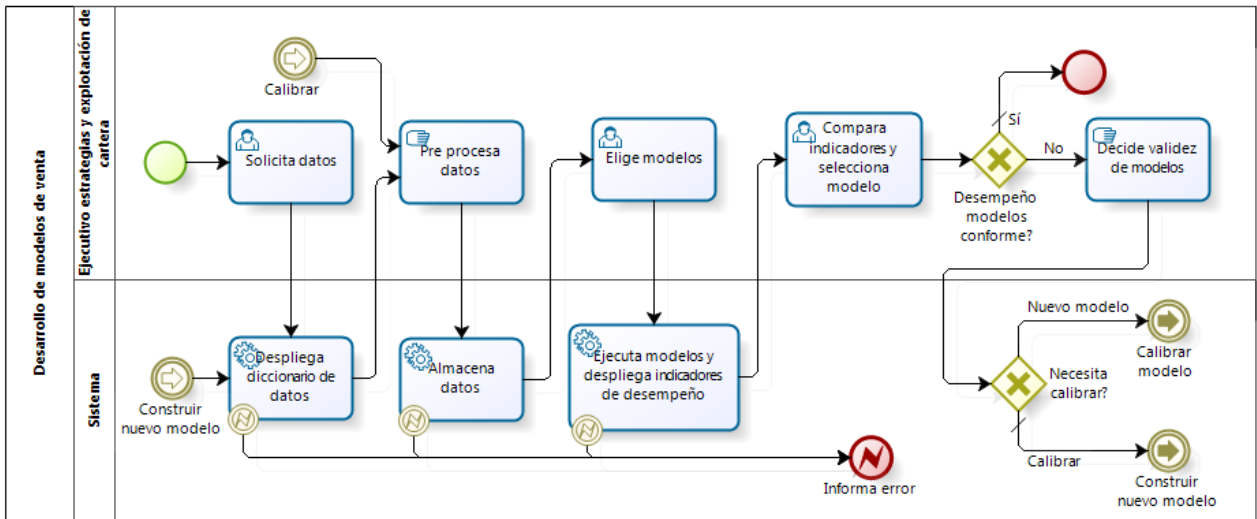 Desarrollo de modelos de venta
Ejecutivo estrategias y explotación de
cartera
Calibrar
Solicita datos
Pre procesa
datos
Elige modelos
Compara
indicadores y
selecciona
modelo
Sí
No
Desempeño
modelos
conforme?
Decide validez
de modelos
Sistema
Construir
nuevo modelo
Despliega
diccionario de
datos
Almacena
datos
Ejecuta modelos y
despliega indicadores
de desempeño
Informa error
Necesita
calibrar?
Nuevo modelo
Calibrar
modelo
Calibrar
Construir
nuevo modelo